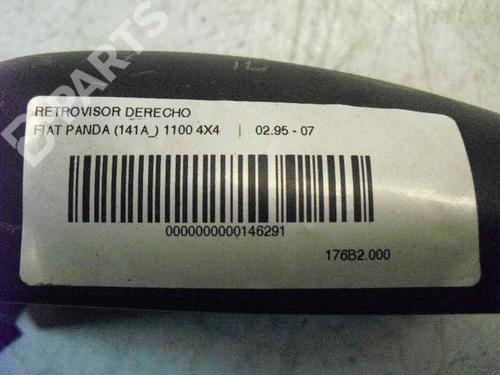 B-PARTS
RETROVISOR DERECHO
FIAT PANDA (141A_) 1100 4X4 | 02.95 - 07
0000000000146291
176B2.000